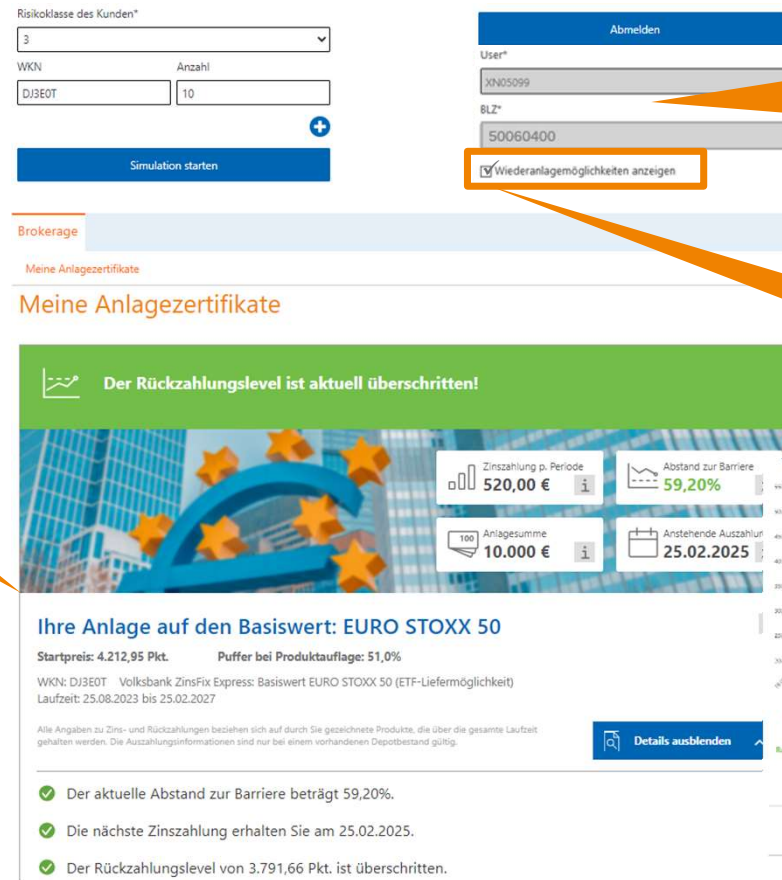 Risikoklasse des Kunden*
3
WKN Anzahl
DJ3E0T 10
Simulation starten
Abmelden
User*
XN05099
BLZ*
50060400
Wiederanlagemöglichkeiten anzeigen
Brokerage
Meine Anlagezertifikate
Meine Anlagezertifikate
Der Rückzahlungslevel ist aktuell überschritten!
Zinszahlung p. Periode
520,00 € i
Abstand zur Barriere
59,20%
100
Anlagesumme
10.000 € i
Anstehende Auszahlun
25.02.2025
Ihre Anlage auf den Basiswert: EURO STOXX 50
Startpreis: 4.212,95 Pkt. Puffer bei Produktauflage: 51,0%
WKN: DJ3E0T Volksbank ZinsFix Express: Basiswert EURO STOXX 50 (ETF-Liefermöglichkeit)
Laufzeit: 25.08.2023 bis 25.02.2027
Alle Angaben zu Zins- und Rückzahlungen beziehen sich auf durch Sie gezeichnete Produkte, die über die gesamte Laufzeit
gehalten werden. Die Auszahlungsinformationen sind nur bei einem vorhandenen Depotbestand gültig.
Details ausblenden
Der aktuelle Abstand zur Barriere beträgt 59,20%.
Die nächste Zinszahlung erhalten Sie am 25.02.2025.
Der Rückzahlungslevel von 3.791,66 Pkt. ist überschritten.